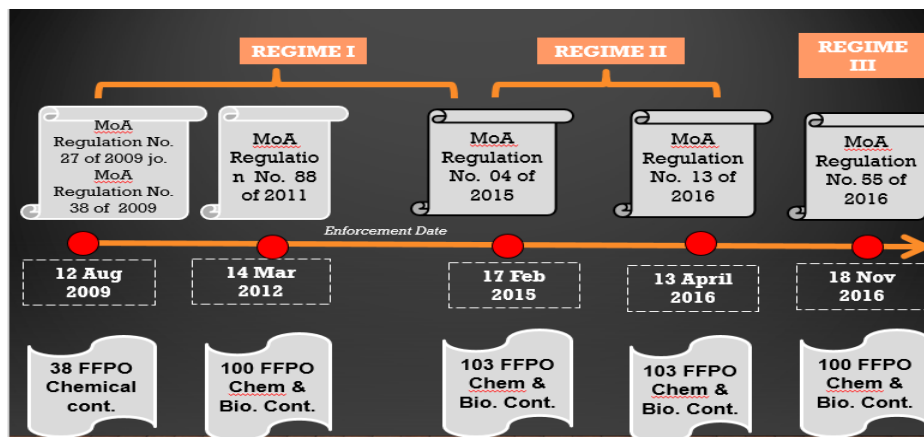 REGIME I
REGIME II
REGIME
III
MoA
Regulation No.
27 of 2009 jo.
MoA
Regulation No.
38 of 2009
MoA
Regulatio
n No. 88
of 2011
MoA
Regulation
No. 04 of
2015
MoA
Regulation
No. 13 of
2016
MoA
Regulation
No. 55 of
2016
Enforcement Date
12 Aug
2009
14 Mar
2012
17 Feb
2015
13 April
2016
18 Nov
2016
38 FFPO
Chemical
cont.
100 FFPO
Chem &
Bio. Cont.
103 FFPO
Chem &
Bio. Cont.
103 FFPO
Chem &
Bio. Cont.
100 FFPO
Chem &
Bio. Cont.